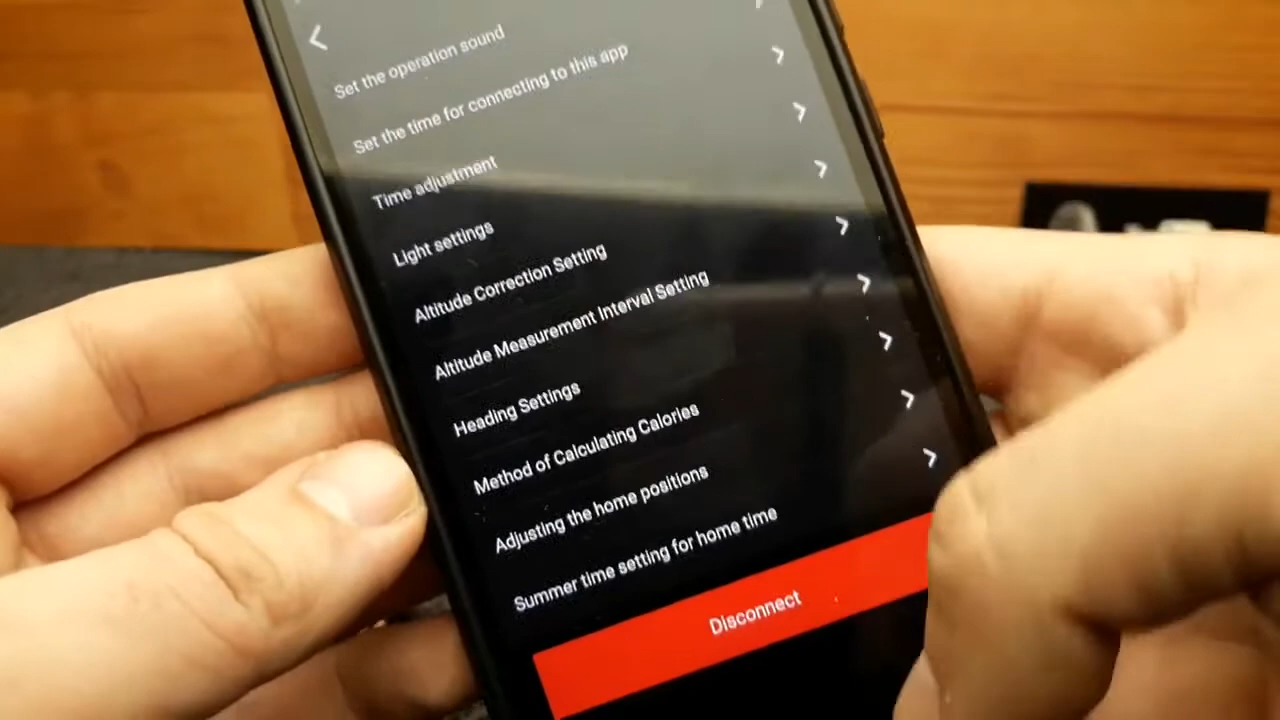 Set the operation sound
Set the time for connecting to this app
Time adjustment
Light settings
Altitude Correction Setting
Altitude Measurement Interval Setting
Heading Settings
Method of Calculating Calories
Adjusting the home positions
Summer time setting for home time
Disconnect